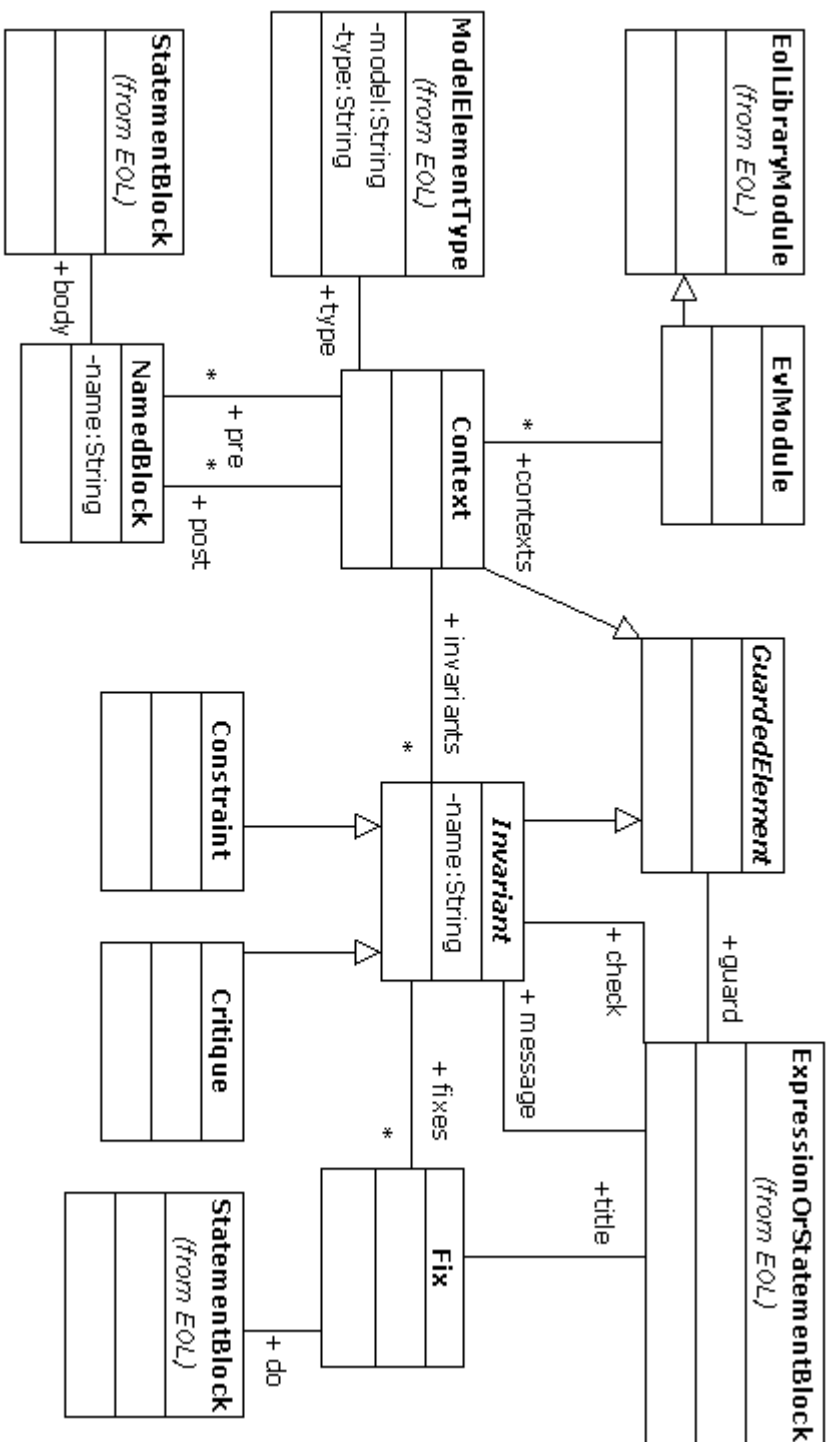 EolLibraryModule
(from EOL)
EvlModule
GuardedElement
ExpressionOrStatementBlock
(from EOL)
*
+contexts
+guard
+ check
+ message
+title
ModelElementType
(from EOL)
-model:String
-type:String
+type
Context
+ invariants
*
Invariant
-name:String
+ fixes
*
Fix
*
+ pre
*
+ post
+ do
StatementBlock
(from EOL)
+body
NamedBlock
-name:String
Constraint
Critique
StatementBlock
(from EOL)